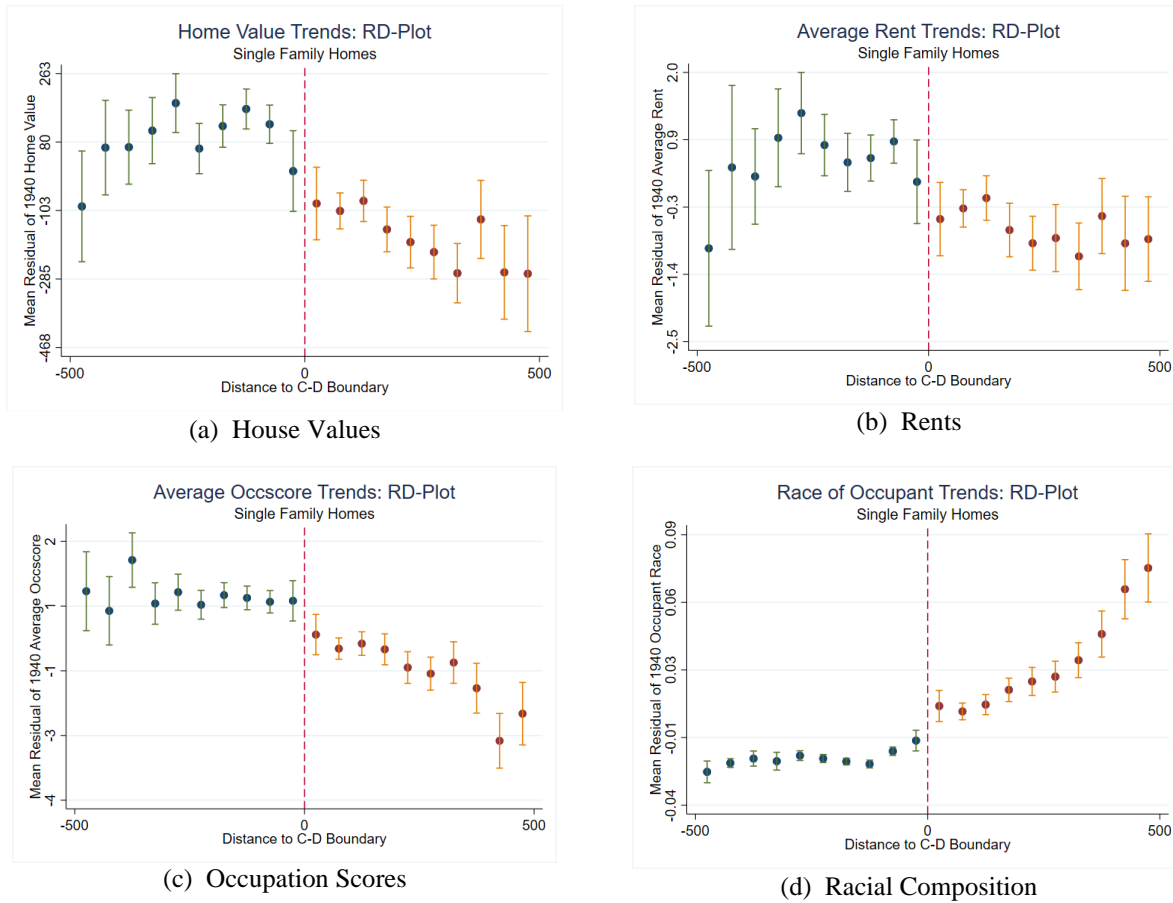 Home Value Trends: RD-Plot
Single Family Homes
Mean Residual of 1940 Home Value
263
80
-103
-285
-468
-500
0
500
Distance to C-D Boundary
(a) House Values
Average Rent Trends: RD-Plot
Single Family Homes
Mean Residual of 1940 Average Rent
2.0
0.9
-0.3
-1.4
-2.5
-500
0
500
Distance to C-D Boundary
(b) Rents
Average Occscore Trends: RD-Plot
Single Family Homes
Mean Residual of 1940 Average Occscore
2
1
-1
-3
-4
-500
0
500
Distance to C-D Boundary
(c) Occupation Scores
Race of Occupant Trends: RD-Plot
Single Family Homes
Mean Residual of 1940 Occupant Race
0.09
0.06
0.03
-0.01
-0.04
-500
0
500
Distance to C-D Boundary
(d) Racial Composition